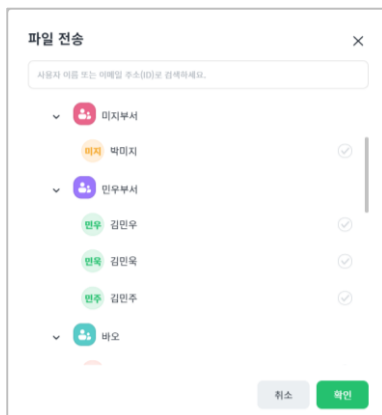 파일 전송
사용자 이름 또는 이메일 주소(ID)로 검색하세요.
미지부서
미지 박미지
민우부서
민우 김민우
민욱 김민욱
민주 김민주
바오
취소 확인